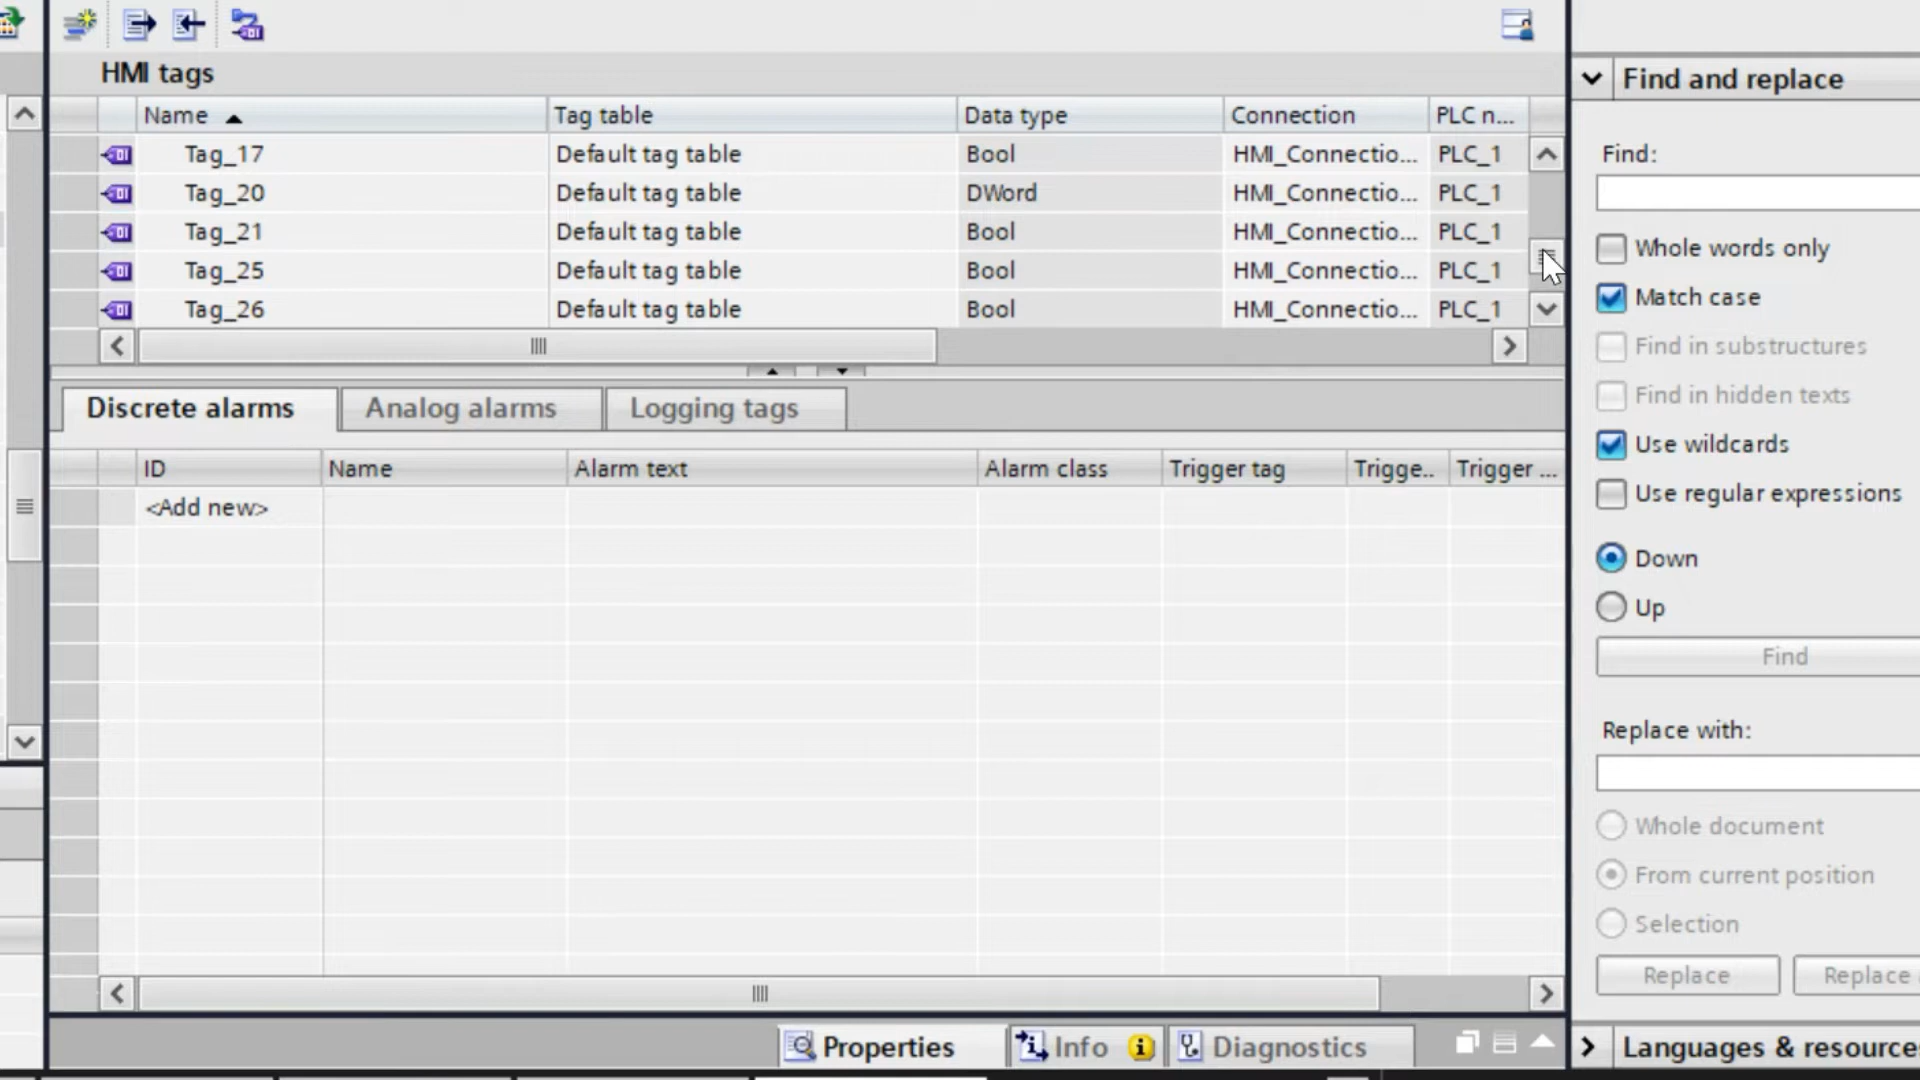 HMI tags
Name Tag table Data type Connection PLC n...
Tag_17 Default tag table Bool HMI_Connectio... PLC_1
Tag_20 Default tag table DWord HMI_Connectio... PLC_1
Tag_21 Default tag table Bool HMI_Connectio... PLC_1
Tag_25 Default tag table Bool HMI_Connectio... PLC_1
Tag_26 Default tag table Bool HMI_Connectio... PLC_1
Discrete alarms Analog alarms Logging tags
ID Name Alarm text Alarm class Trigger tag Trigge.. Trigger ...
<Add new>
Properties Info Diagnostics
Find and replace
Find:
Whole words only
Match case
Find in substructures
Find in hidden texts
Use wildcards
Use regular expressions
Down
Up
Find
Replace with:
Whole document
From current position
Selection
Replace Replace
Languages & resources